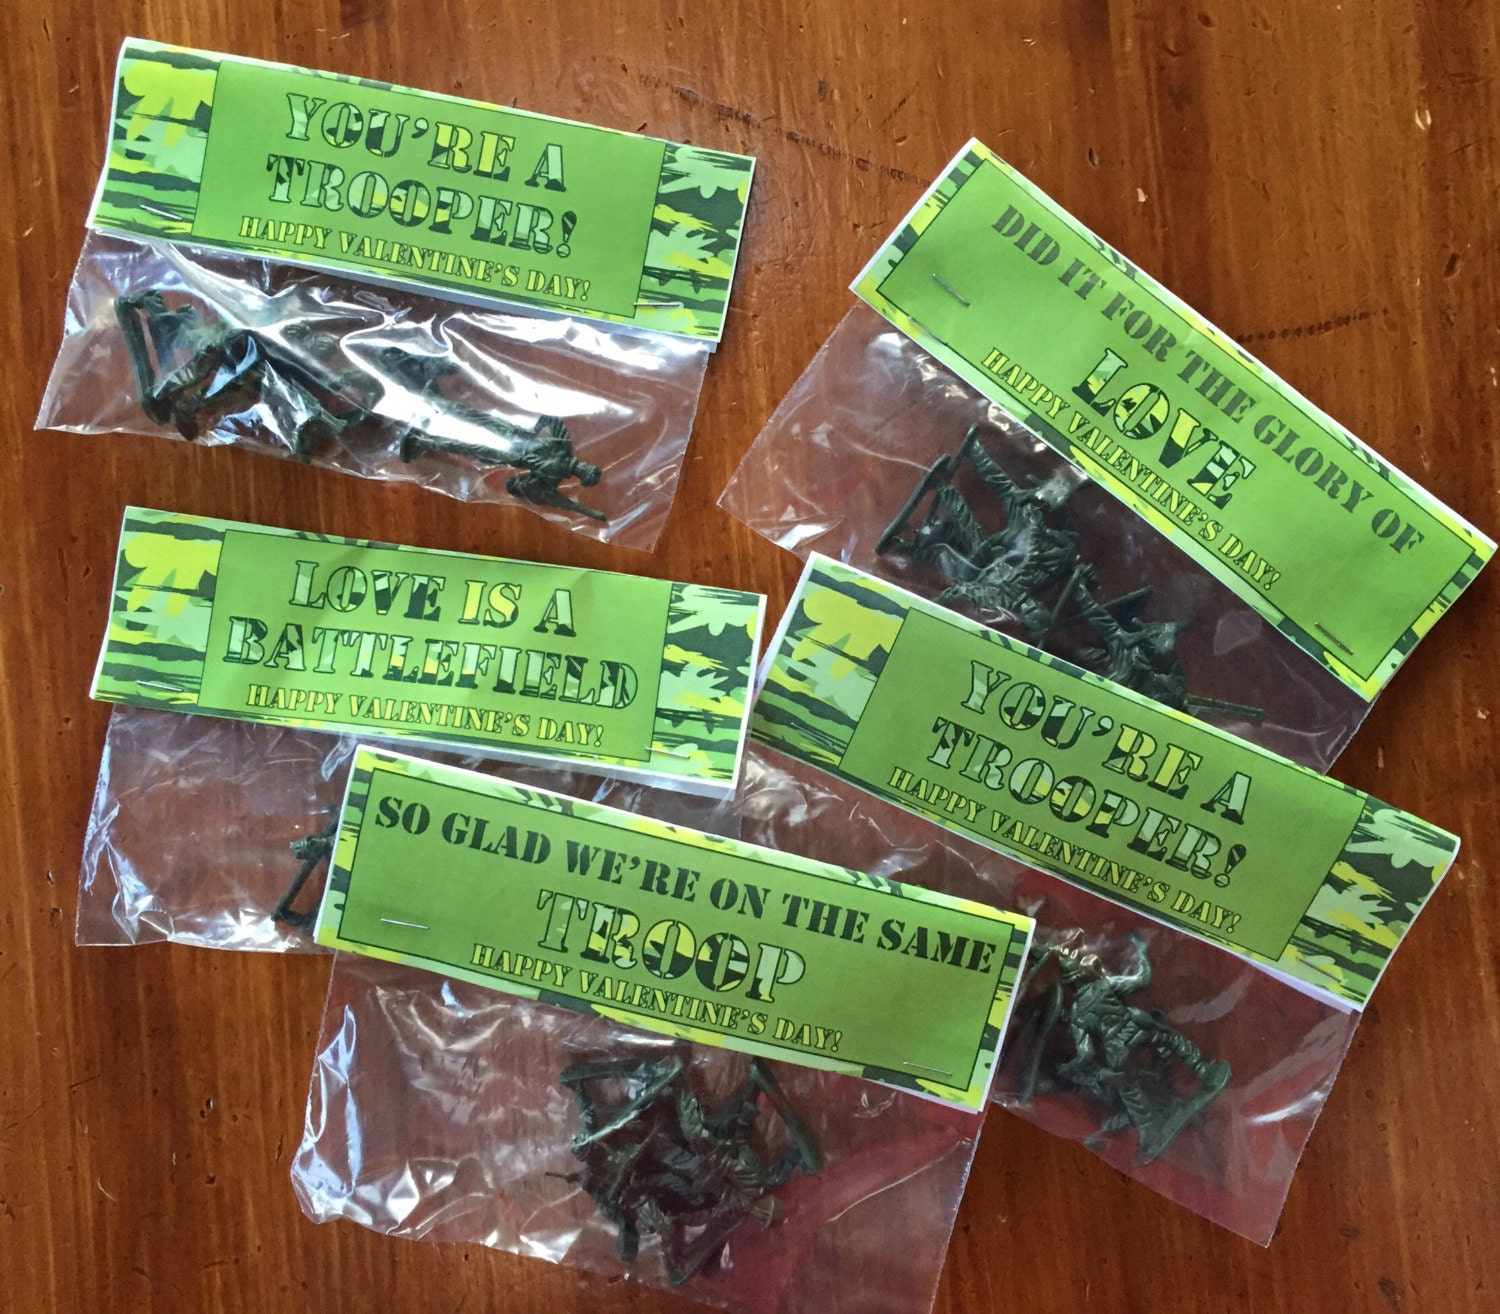 YOU'RE A
TROOPER!
HAPPY VALENTINE'S DAY!
DID IT FOR THE GLORY OF
LOVE
HAPPY VALENTINE'S DAY!
LOVE IS A
BATTLEFIELD
HAPPY VALENTINE'S DAY!
YOU'RE A
TROOPER!
HAPPY VALENTINE'S DAY!
SO GLAD WE'RE ON THE SAME
TROOP
HAPPY VALENTINE'S DAY!